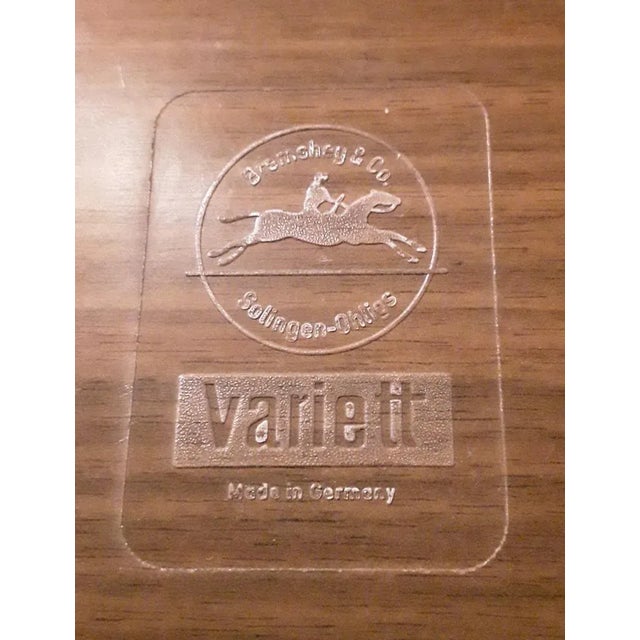 Bremshey & Co.
Solingen-Ohligs
Variett
Made in Germany